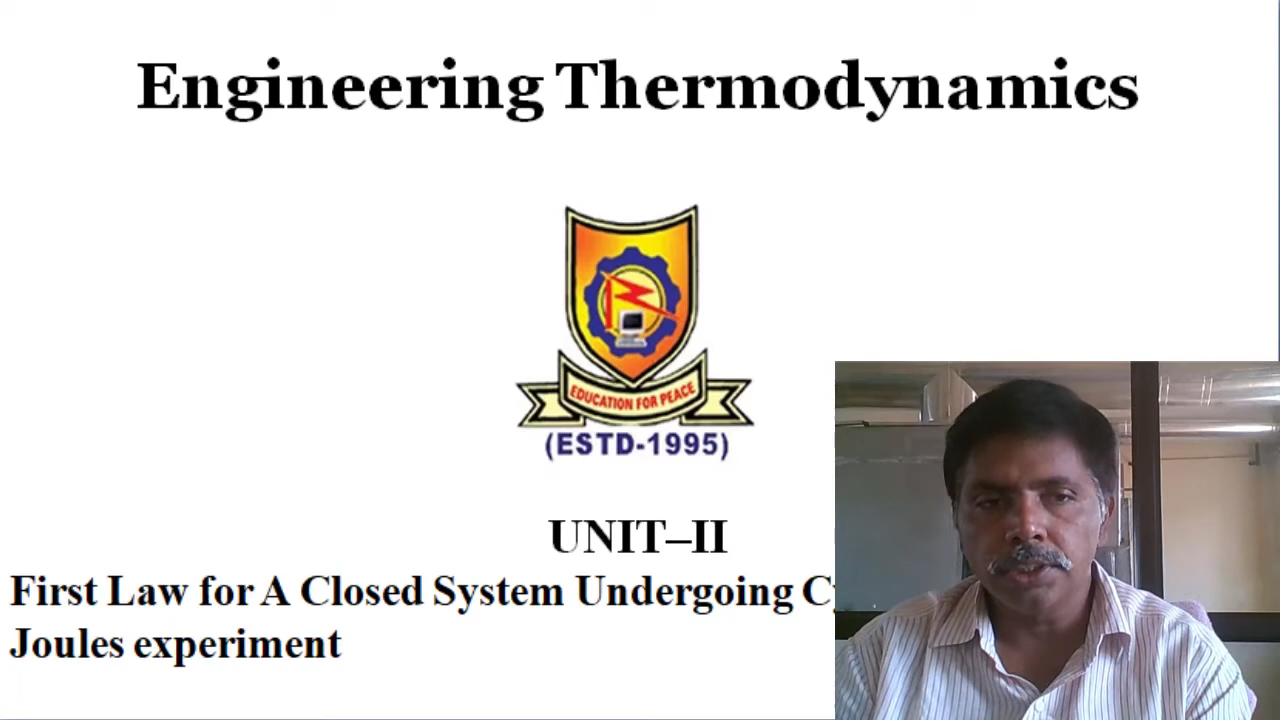 Engineering Thermodynamics
EDUCATION FOR PEACE
(ESTD-1995)
UNIT–II
First Law for A Closed System Undergoing
Joules experiment